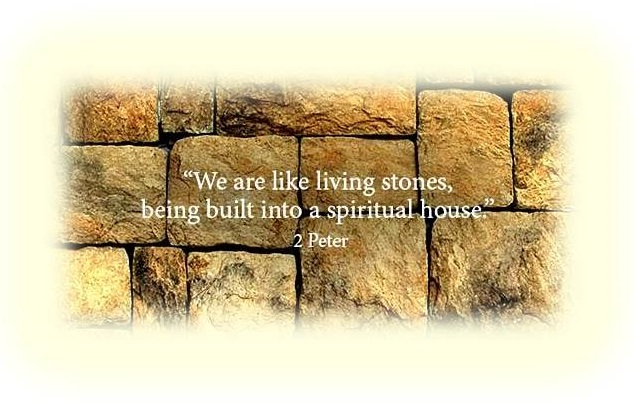 “We are like living stones,
being built into a spiritual house.”
2 Peter